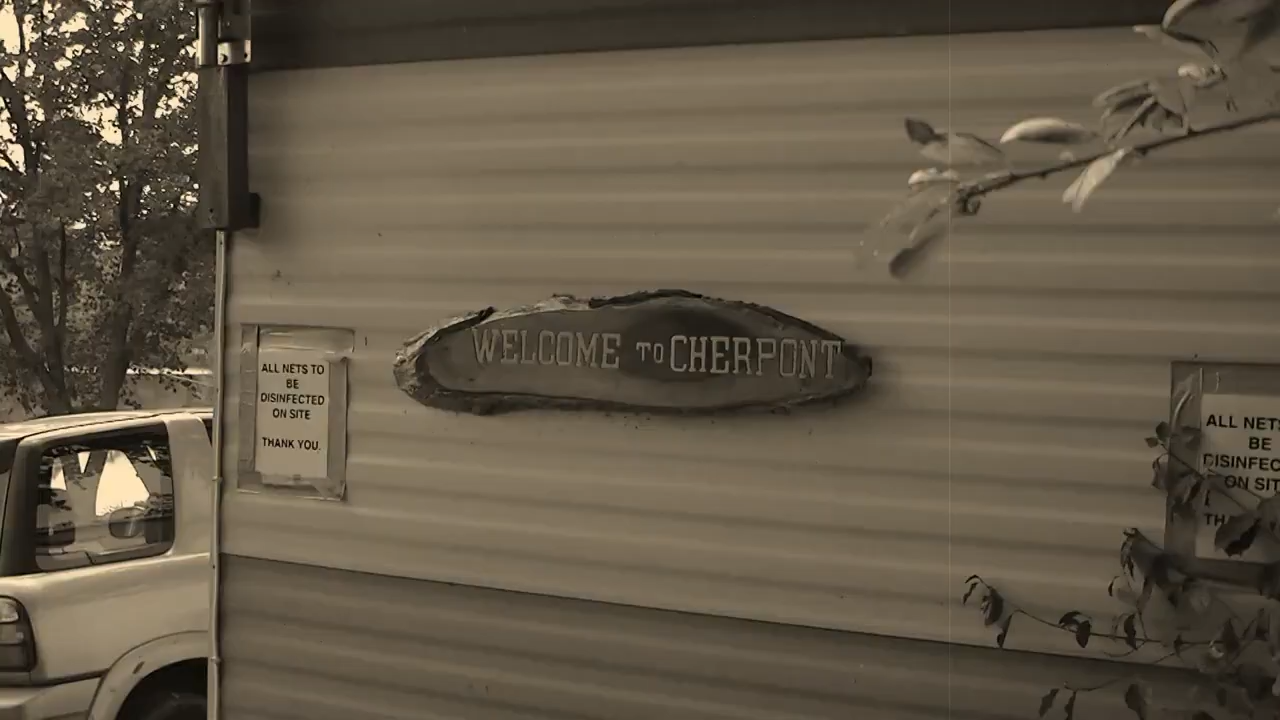 WELCOME TO CHERPONT
ALL NETS TO
BE
DISINFECTED
ON SITE
THANK YOU.
ALL NETS
BE
DISINFEC
ON SIT
TH